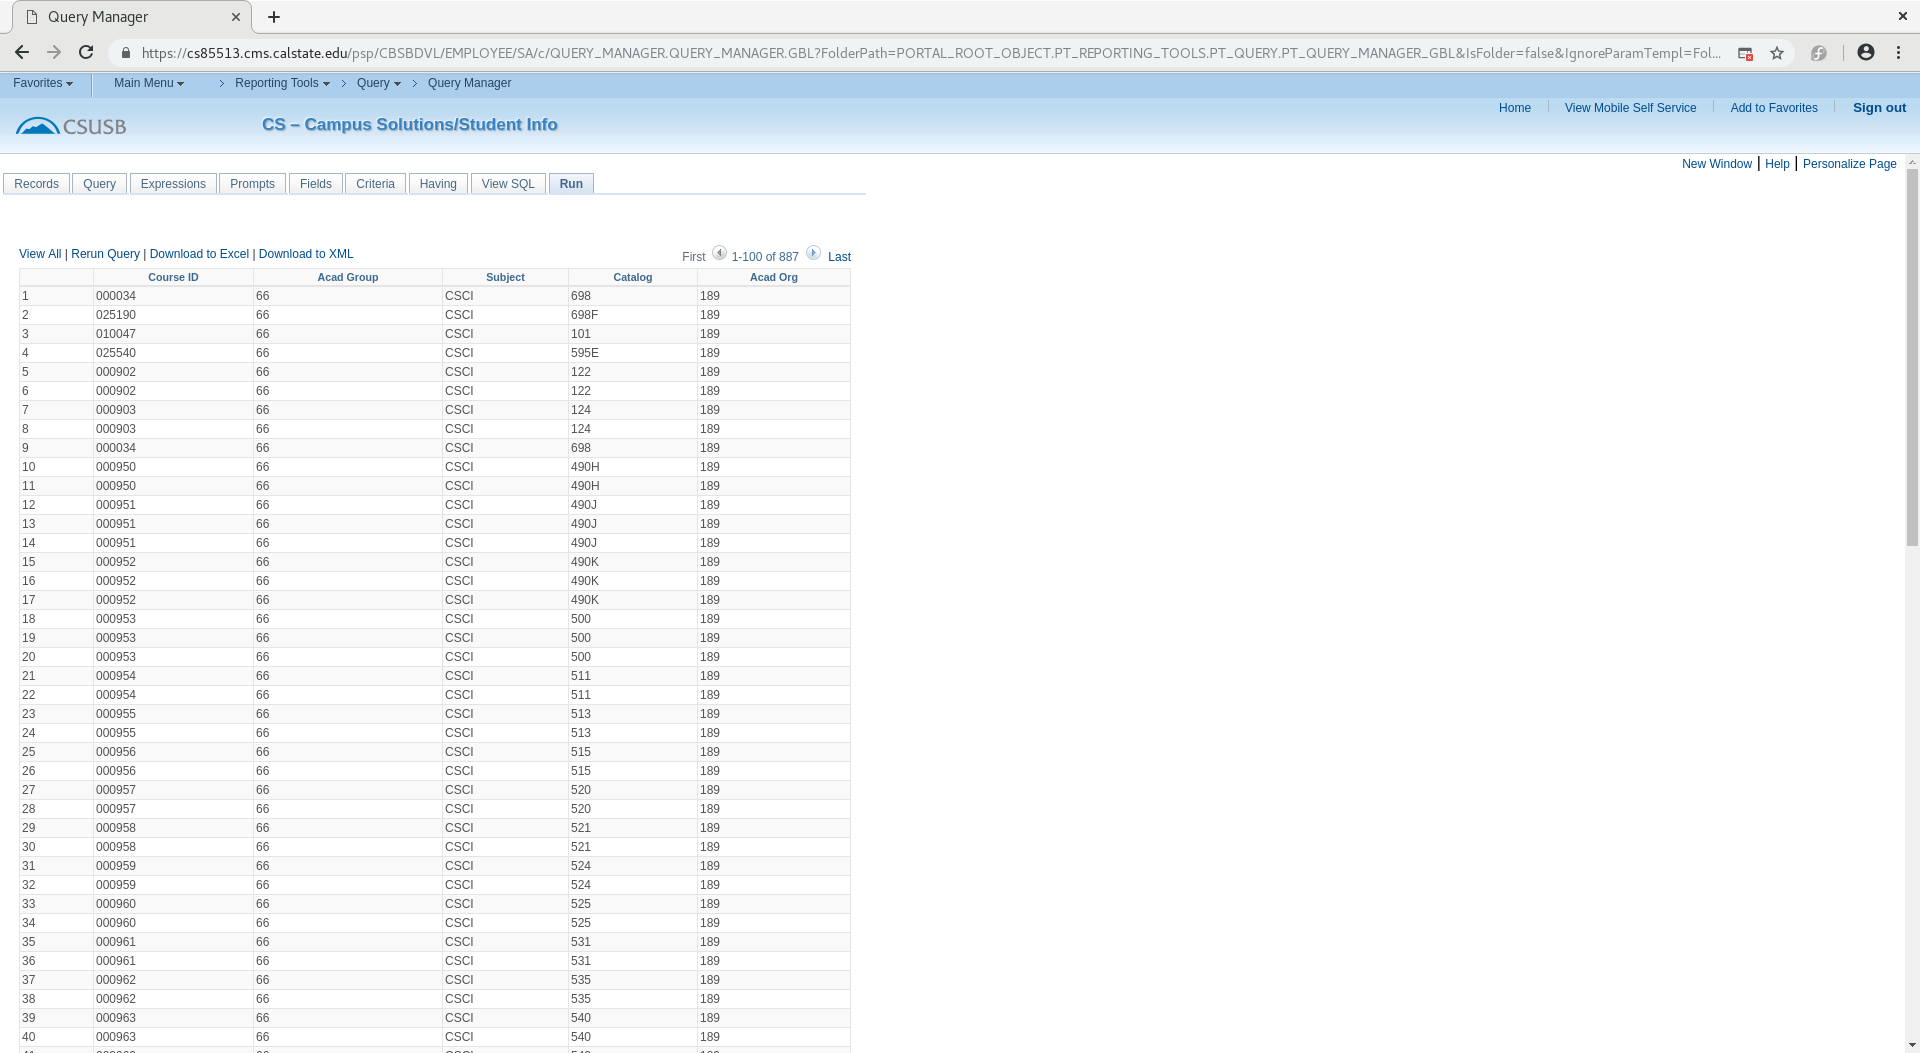 Query Manager
https://cs85513.cms.calstate.edu/psp/CBSBDVL/EMPLOYEE/SA/c/QUERY_MANAGER.QUERY_MANAGER.GBL?FolderPath=PORTAL_ROOT_OBJECT.PT_REPORTING_TOOLS.PT_QUERY.PT_QUERY_MANAGER_GBL&IsFolder=false&IgnoreParamTempl=Fol...
Favorites Main Menu Reporting Tools Query Query Manager
Home View Mobile Self Service Add to Favorites Sign out
CSUSB CS – Campus Solutions/Student Info
New Window | Help | Personalize Page
Records Query Expressions Prompts Fields Criteria Having View SQL Run
View All | Rerun Query | Download to Excel | Download to XML First 1-100 of 887 Last
Course ID Acad Group Subject Catalog Acad Org
1 000034 66 CSCI 698 189
2 025190 66 CSCI 698F 189
3 010047 66 CSCI 101 189
4 025540 66 CSCI 595E 189
5 000902 66 CSCI 122 189
6 000902 66 CSCI 122 189
7 000903 66 CSCI 124 189
8 000903 66 CSCI 124 189
9 000034 66 CSCI 698 189
10 000950 66 CSCI 490H 189
11 000950 66 CSCI 490H 189
12 000951 66 CSCI 490J 189
13 000951 66 CSCI 490J 189
14 000951 66 CSCI 490J 189
15 000952 66 CSCI 490K 189
16 000952 66 CSCI 490K 189
17 000952 66 CSCI 490K 189
18 000953 66 CSCI 500 189
19 000953 66 CSCI 500 189
20 000953 66 CSCI 500 189
21 000954 66 CSCI 511 189
22 000954 66 CSCI 511 189
23 000955 66 CSCI 513 189
24 000955 66 CSCI 513 189
25 000956 66 CSCI 515 189
26 000956 66 CSCI 515 189
27 000957 66 CSCI 520 189
28 000957 66 CSCI 520 189
29 000958 66 CSCI 521 189
30 000958 66 CSCI 521 189
31 000959 66 CSCI 524 189
32 000959 66 CSCI 524 189
33 000960 66 CSCI 525 189
34 000960 66 CSCI 525 189
35 000961 66 CSCI 531 189
36 000961 66 CSCI 531 189
37 000962 66 CSCI 535 189
38 000962 66 CSCI 535 189
39 000963 66 CSCI 540 189
40 000963 66 CSCI 540 189